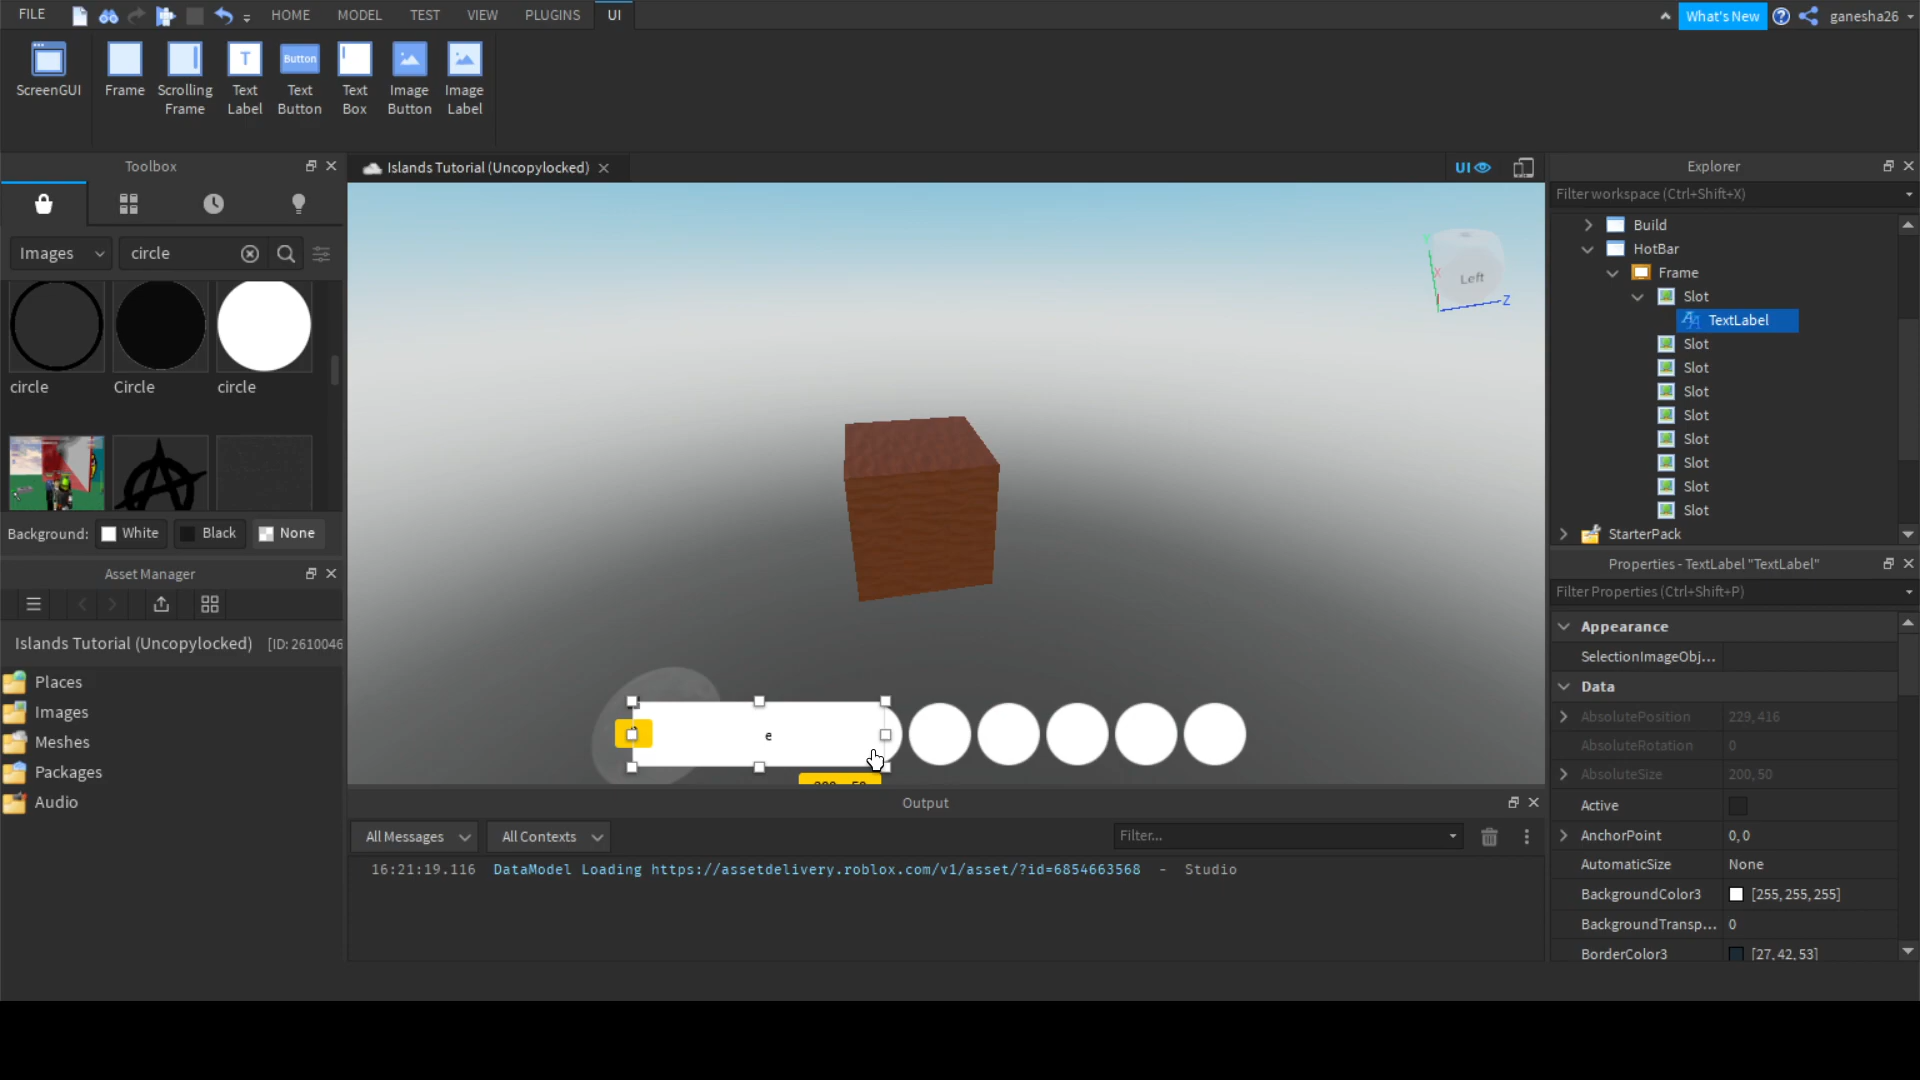 FILE
HOME
MODEL
TEST
VIEW
PLUGINS
UI
What's New
ganesha26
ScreenGUI
Frame
Scrolling Frame
Text Label
Button
Text Button
Text Box
Image Button
Image Label
Toolbox
Islands Tutorial (Uncopylocked)
UI
Explorer
Filter workspace (Ctrl+Shift+X)
Images
circle
circle
Circle
circle
Background:
White
Black
None
Build
HotBar
Frame
Slot
TextLabel
Slot
Slot
Slot
Slot
Slot
Slot
Slot
Slot
StarterPack
Y
X
Left
Z
e
Asset Manager
Islands Tutorial (Uncopylocked) [ID: 2610046
Places
Images
Meshes
Packages
Audio
Properties - TextLabel "TextLabel"
Filter Properties (Ctrl+Shift+P)
Appearance
SelectionImageObj...
Data
AbsolutePosition 229, 416
AbsoluteRotation 0
AbsoluteSize 200, 50
Active
AnchorPoint 0, 0
AutomaticSize None
BackgroundColor3 [255, 255, 255]
BackgroundTransp... 0
BorderColor3 [27, 42, 53]
Output
All Messages
All Contexts
Filter...
16:21:19.116 DataModel Loading https://assetdelivery.roblox.com/v1/asset/?id=6854663568 - Studio